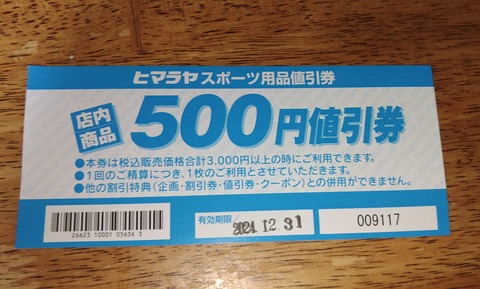 ヒマラヤ スポーツ用品値引券
店内商品 500円値引券
●本券は税込販売価格合計3,000円以上の時にご利用できます。
●1回のご精算につき、1枚のご利用とさせていただきます。
●他の割引特典(企画・割引券・値引券・クーポン)との併用ができません。
26623 10001 05636 3
有効期限 2024.12.31
009117